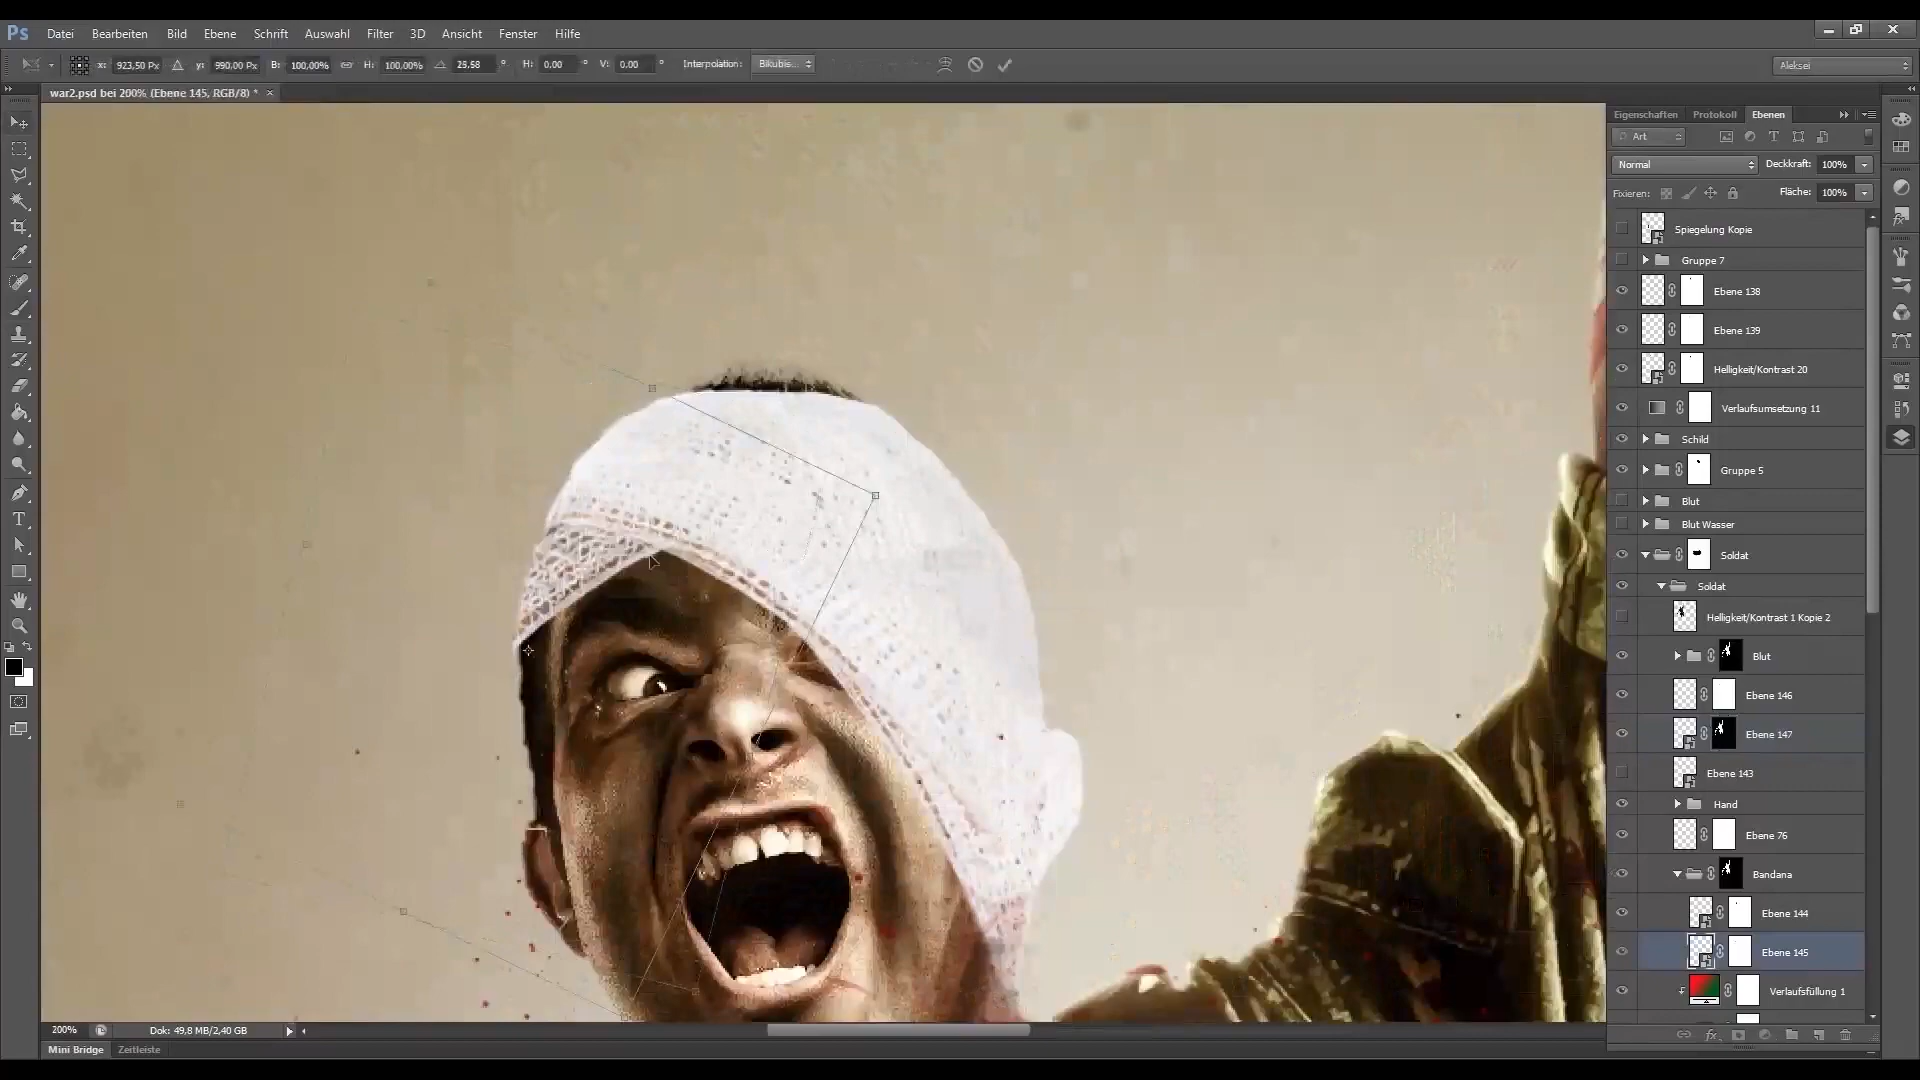 Ps Datei Bearbeiten Bild Ebene Schrift Auswahl Filter 3D Ansicht Fenster Hilfe
X: 923,50 Px Y: 990,00 Px B: 100,00% H: 100,00% 25,58 ° H: 0,00 ° V: 0,00 ° Interpolation: Bikubis... Aleksei
war2.psd bei 200% (Ebene 145, RGB/8) * ×
Eigenschaften Protokoll Ebenen
Art
Normal Deckkraft: 100%
Fixieren: Fläche: 100%
Spiegelung Kopie
Gruppe 7
Ebene 138
Ebene 139
Helligkeit/Kontrast 20
Verlaufsumsetzung 11
Schild
Gruppe 5
Blut
Blut Wasser
Soldat
Soldat
Helligkeit/Kontrast 1 Kopie 2
Blut
Ebene 146
Ebene 147
Ebene 143
Hand
Ebene 76
Bandana
Ebene 144
Ebene 145
Verlaufsfüllung 1
200% Dok: 49,8 MB/2,40 GB
Mini Bridge Zeitleiste